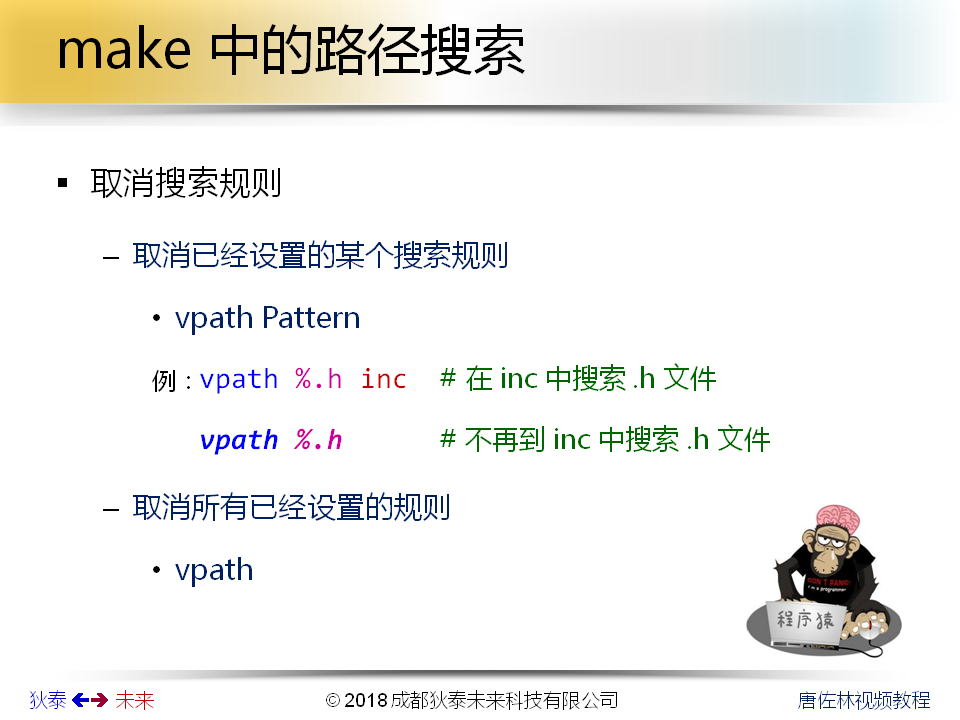 make 中的路径搜索
▪ 取消搜索规则
– 取消已经设置的某个搜索规则
• vpath Pattern
例：vpath %.h inc # 在 inc 中搜索 .h 文件
vpath %.h # 不再到 inc 中搜索 .h 文件
– 取消所有已经设置的规则
• vpath
DON'T PANIC!
I'm a programmer
程序猿
狄泰 未来
© 2018 成都狄泰未来科技有限公司
唐佐林视频教程